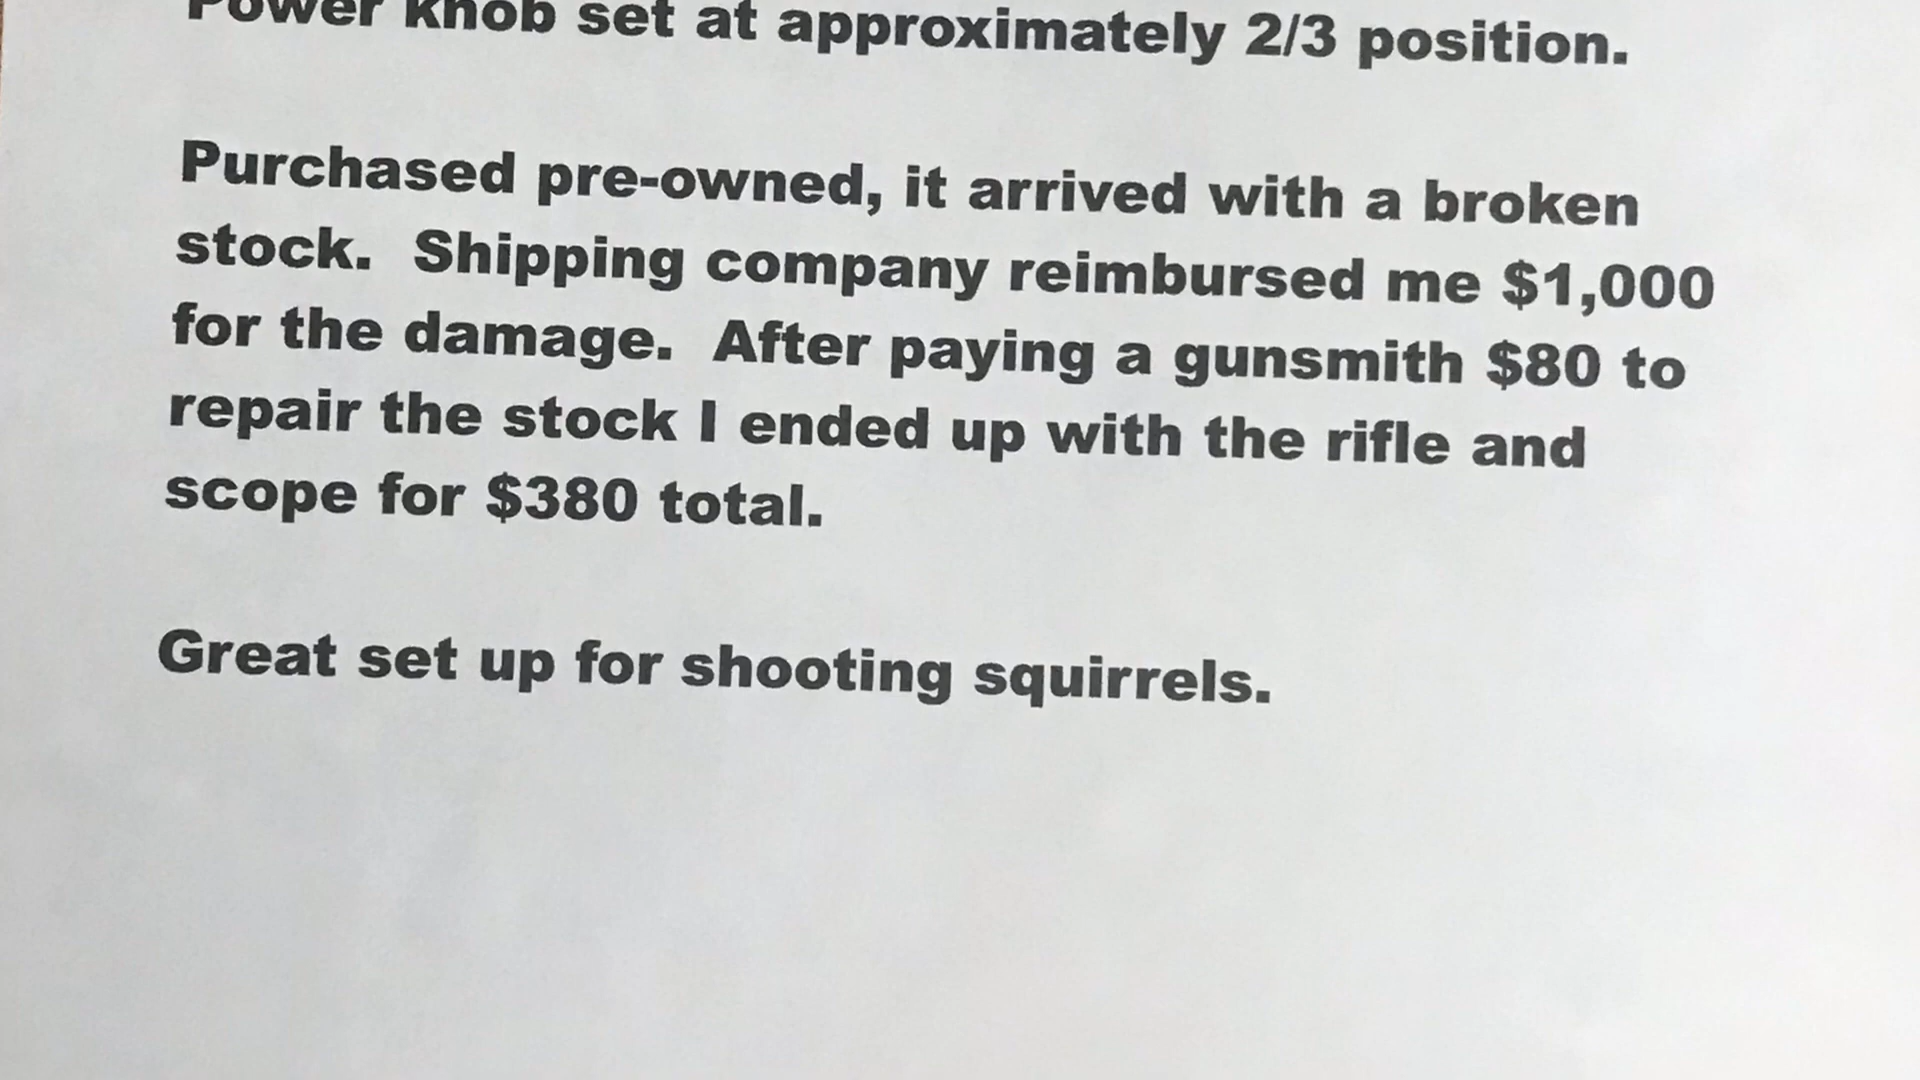 Power knob set at approximately 2/3 position.
Purchased pre-owned, it arrived with a broken
stock. Shipping company reimbursed me $1,000
for the damage. After paying a gunsmith $80 to
repair the stock I ended up with the rifle and
scope for $380 total.
Great set up for shooting squirrels.